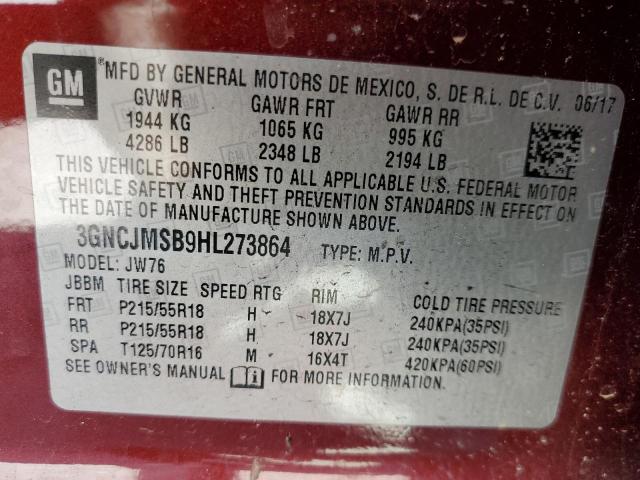 GM MFD BY GENERAL MOTORS DE MEXICO, S. DE R.L. DE C.V. 06/17
GVWR GAWR FRT GAWR RR
1944 KG 1065 KG 995 KG
4286 LB 2348 LB 2194 LB
THIS VEHICLE CONFORMS TO ALL APPLICABLE U.S. FEDERAL MOTOR
VEHICLE SAFETY AND THEFT PREVENTION STANDARDS IN EFFECT ON
THE DATE OF MANUFACTURE SHOWN ABOVE.
3GNCJMSB9HL273864 TYPE: M.P.V.
MODEL: JW76
JBBM TIRE SIZE SPEED RTG RIM COLD TIRE PRESSURE
FRT P215/55R18 H 18X7J 240KPA(35PSI)
RR P215/55R18 H 18X7J 240KPA(35PSI)
SPA T125/70R16 M 16X4T 420KPA(60PSI)
SEE OWNER'S MANUAL FOR MORE INFORMATION.